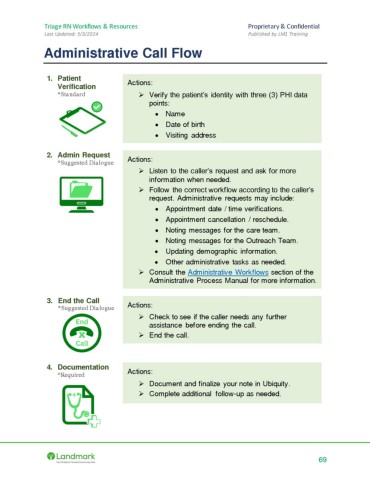 Triage RN Workflows & Resources Proprietary & Confidential
Last Updated: 5/3/2024 Published by LM1 Training
Administrative Call Flow
1. Patient Verification
*Standard
Actions:
➢ Verify the patient's identity with three (3) PHI data
points:
• Name
• Date of birth
• Visiting address
2. Admin Request
*Suggested Dialogue
Actions:
➢ Listen to the caller's request and ask for more
information when needed.
➢ Follow the correct workflow according to the caller's
request. Administrative requests may include:
• Appointment date / time verifications.
• Appointment cancellation / reschedule.
• Noting messages for the care team.
• Noting messages for the Outreach Team.
• Updating demographic information.
• Other administrative tasks as needed.
➢ Consult the Administrative Workflows section of the
Administrative Process Manual for more information.
3. End the Call
*Suggested Dialogue
End
Call
Actions:
➢ Check to see if the caller needs any further
assistance before ending the call.
➢ End the call.
4. Documentation
*Required
Actions:
➢ Document and finalize your note in Ubiquity.
➢ Complete additional follow-up as needed.
Landmark
69